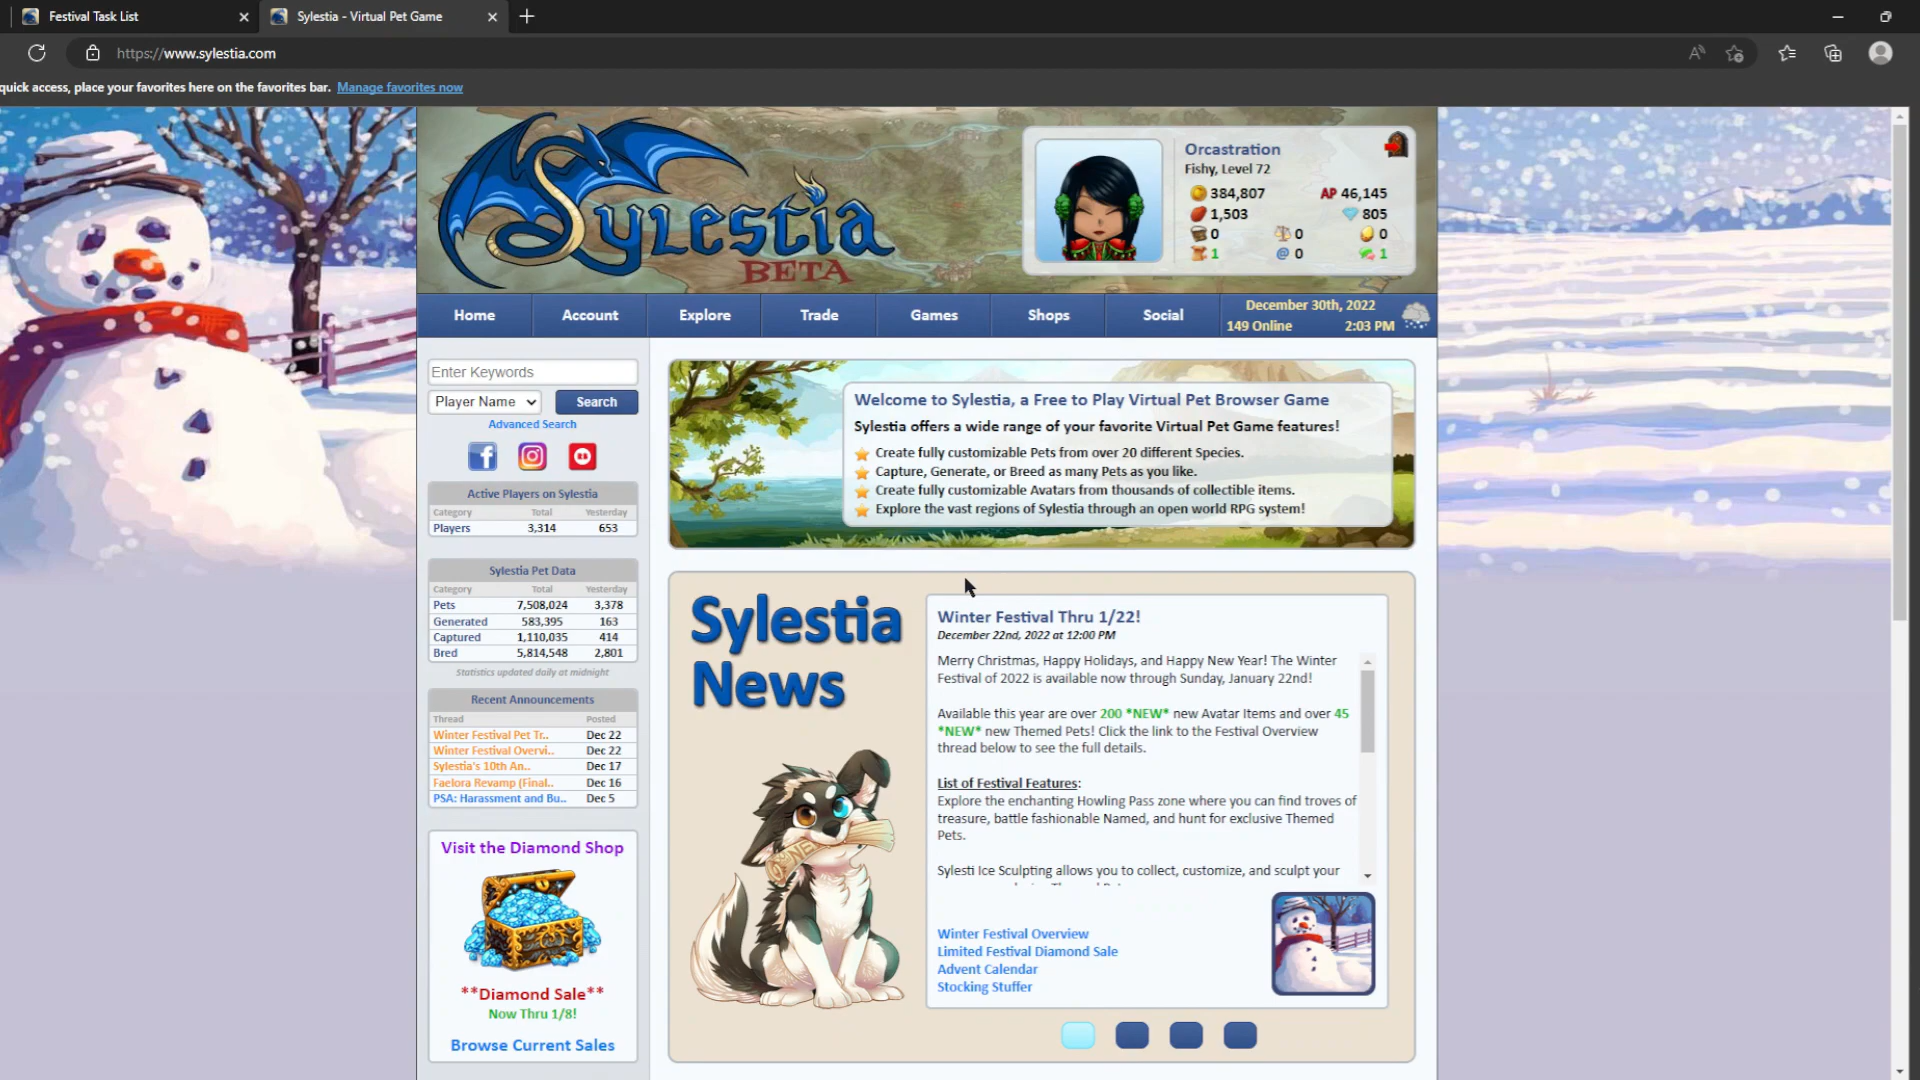 Festival Task List
Sylestia - Virtual Pet Game
https://www.sylestia.com
quick access, place your favorites here on the favorites bar. Manage favorites now
Sylestia
BETA
Orcastration
Fishy, Level 72
384,807 AP 46,145
1,503 805
0 0 0
1 @ 0 1
Home Account Explore Trade Games Shops Social
December 30th, 2022
149 Online 2:03 PM
Enter Keywords
Player Name Search
Advanced Search
Active Players on Sylestia
Category Total Yesterday
Players 3,314 653
Sylestia Pet Data
Category Total Yesterday
Pets 7,508,024 3,378
Generated 583,395 163
Captured 1,110,035 414
Bred 5,814,548 2,801
Statistics updated daily at midnight
Recent Announcements
Thread Posted
Winter Festival Pet Tr.. Dec 22
Winter Festival Overvi.. Dec 22
Sylestia's 10th An.. Dec 17
Faelora Revamp (Final.. Dec 16
PSA: Harassment and Bu.. Dec 5
Visit the Diamond Shop
**Diamond Sale**
Now Thru 1/8!
Browse Current Sales
Welcome to Sylestia, a Free to Play Virtual Pet Browser Game
Sylestia offers a wide range of your favorite Virtual Pet Game features!
Create fully customizable Pets from over 20 different Species.
Capture, Generate, or Breed as many Pets as you like.
Create fully customizable Avatars from thousands of collectible items.
Explore the vast regions of Sylestia through an open world RPG system!
Sylestia
News
Winter Festival Thru 1/22!
December 22nd, 2022 at 12:00 PM
Merry Christmas, Happy Holidays, and Happy New Year! The Winter
Festival of 2022 is available now through Sunday, January 22nd!
Available this year are over 200 *NEW* new Avatar Items and over 45
*NEW* new Themed Pets! Click the link to the Festival Overview
thread below to see the full details.
List of Festival Features:
Explore the enchanting Howling Pass zone where you can find troves of
treasure, battle fashionable Named, and hunt for exclusive Themed
Pets.
Sylesti Ice Sculpting allows you to collect, customize, and sculpt your
Winter Festival Overview
Limited Festival Diamond Sale
Advent Calendar
Stocking Stuffer